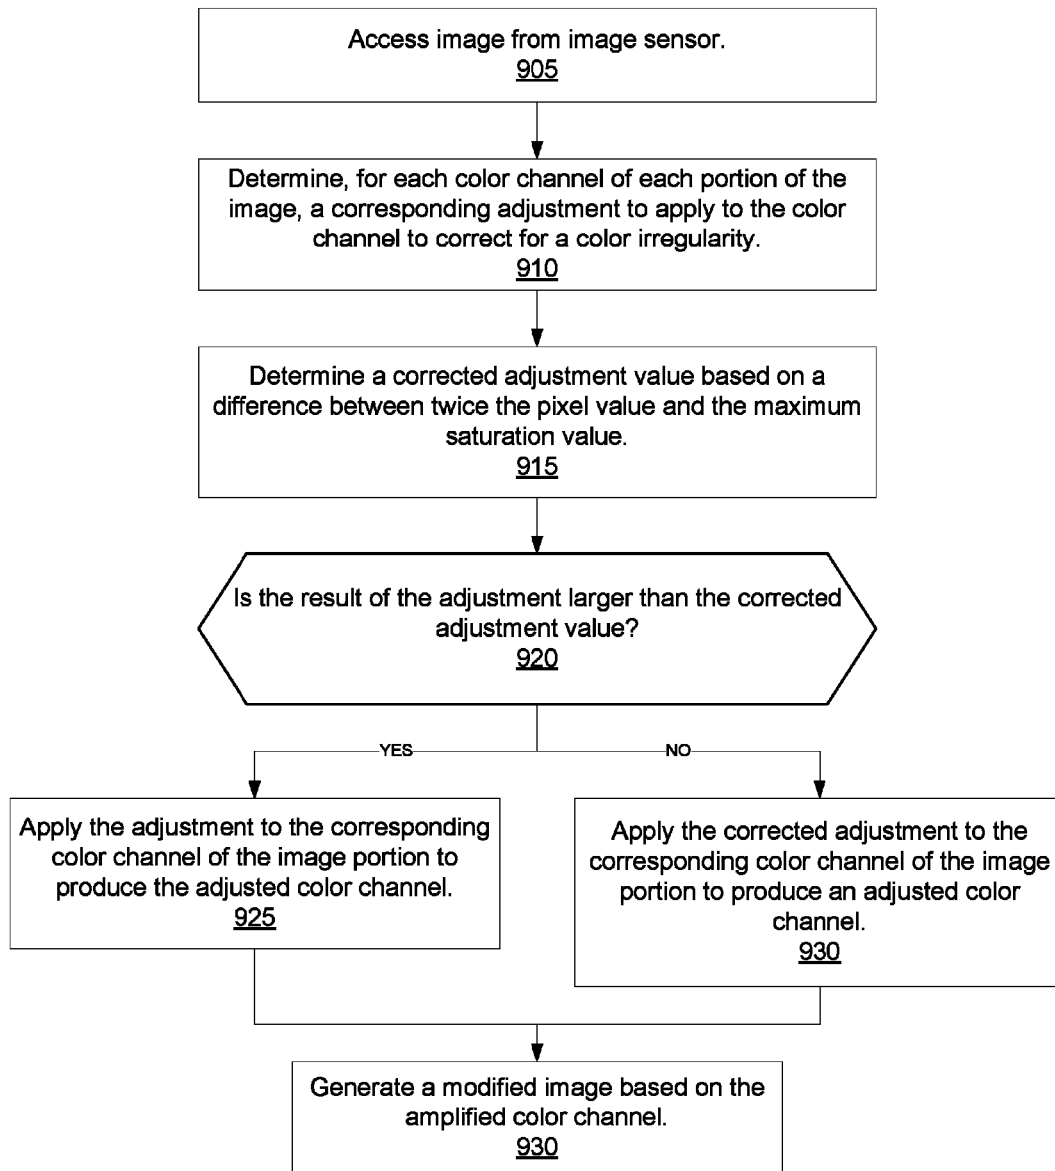 Access image from image sensor.
905
Determine, for each color channel of each portion of the
image, a corresponding adjustment to apply to the color
channel to correct for a color irregularity.
910
Determine a corrected adjustment value based on a
difference between twice the pixel value and the maximum
saturation value.
915
Is the result of the adjustment larger than the corrected
adjustment value?
920
YES
NO
Apply the adjustment to the corresponding
color channel of the image portion to
produce the adjusted color channel.
925
Apply the corrected adjustment to the
corresponding color channel of the image
portion to produce an adjusted color
channel.
930
Generate a modified image based on the
amplified color channel.
930